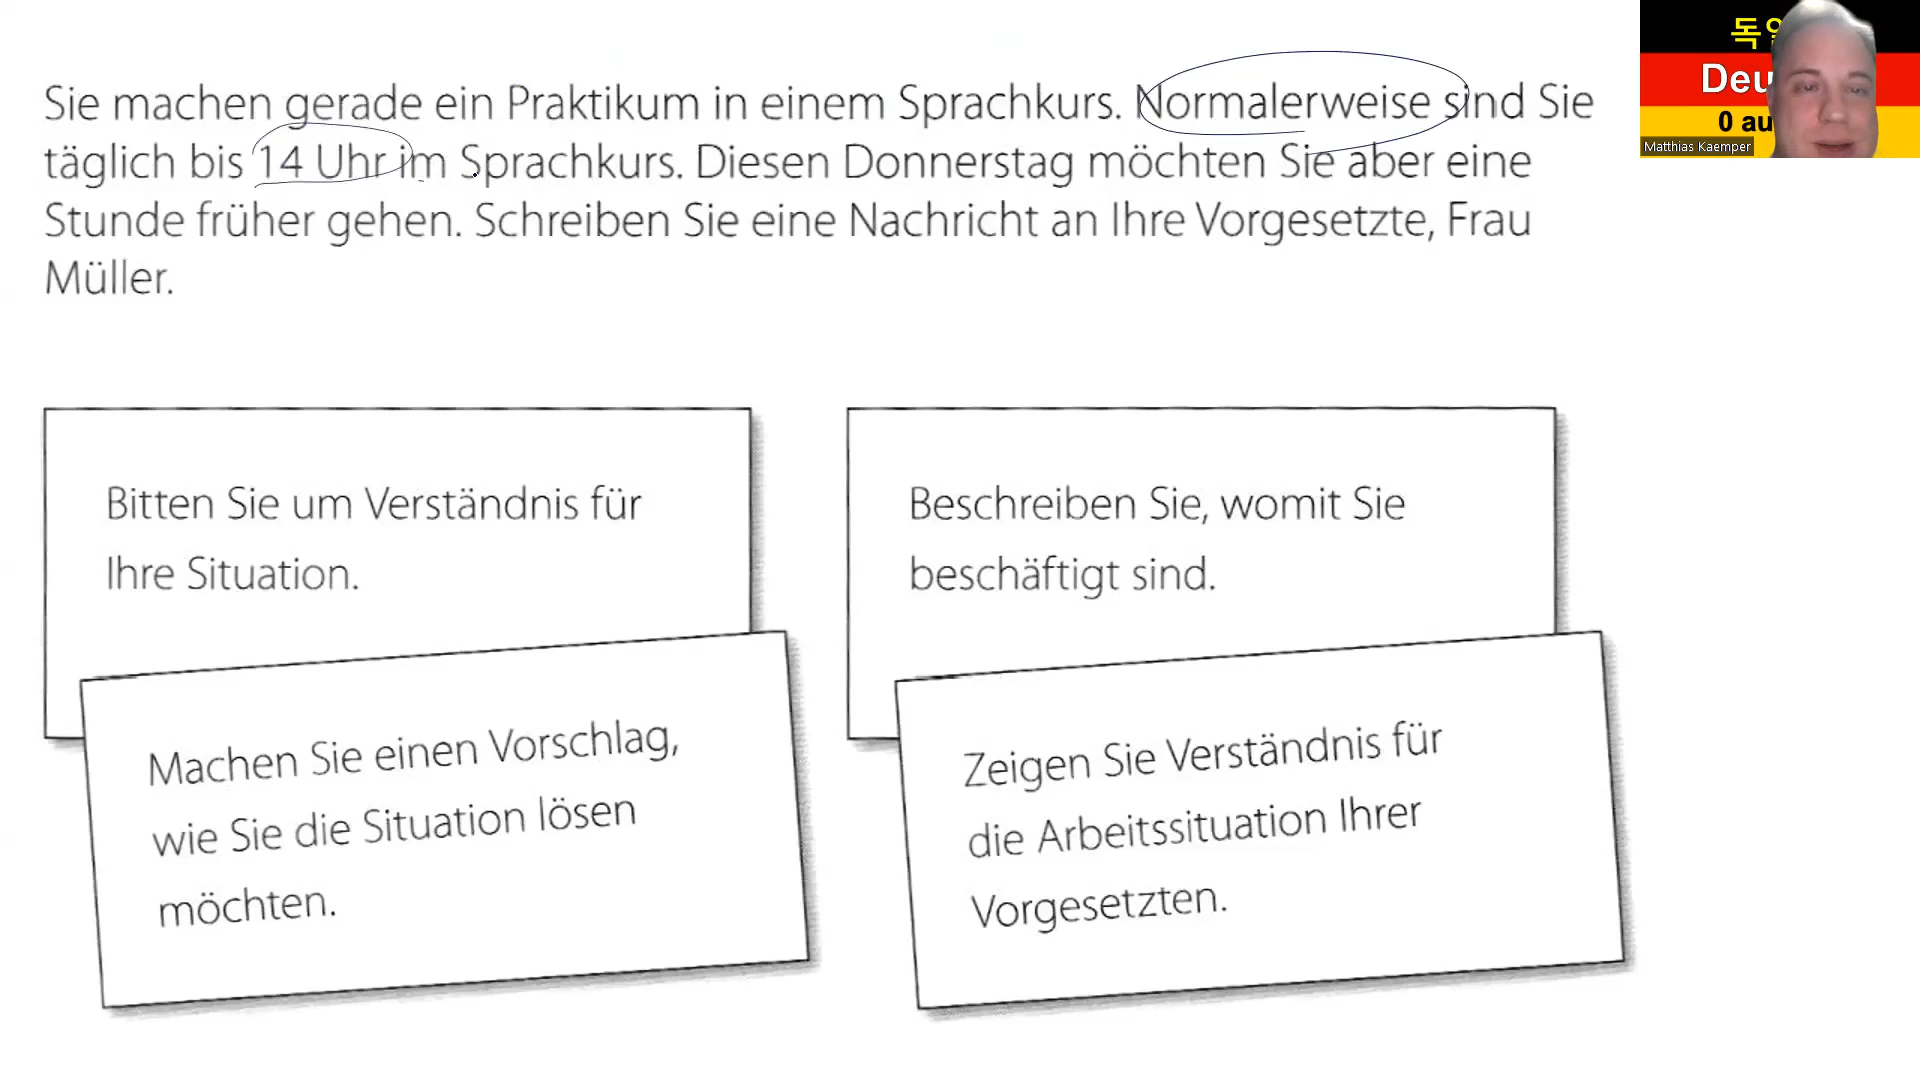 Sie machen gerade ein Praktikum in einem Sprachkurs. Normalerweise sind Sie
täglich bis 14 Uhr im Sprachkurs. Diesen Donnerstag möchten Sie aber eine
Stunde früher gehen. Schreiben Sie eine Nachricht an Ihre Vorgesetzte, Frau
Müller.
Bitten Sie um Verständnis für
Ihre Situation.
Beschreiben Sie, womit Sie
beschäftigt sind.
Machen Sie einen Vorschlag,
wie Sie die Situation lösen
möchten.
Zeigen Sie Verständnis für
die Arbeitssituation Ihrer
Vorgesetzten.
독
Deu
0 au
Matthias Kaemper